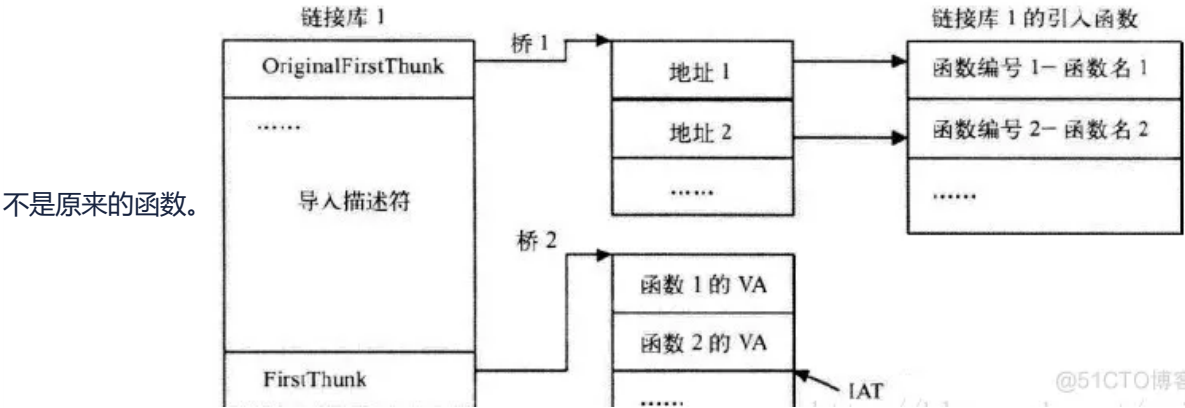 链接库 1
链接库 1 的引入函数
桥 1
OriginalFirstThunk
地址 1
函数编号 1- 函数名 1
......
地址 2
函数编号 2- 函数名 2
不是原来的函数。
导入描述符
......
......
桥 2
函数 1 的 VA
函数 2 的 VA
FirstThunk
IAT
......
@51CTO博客